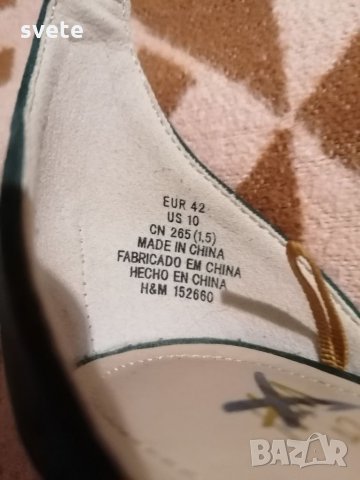 svete
EUR 42
US 10
CN 265(1.5)
MADE IN CHINA
FABRICADO EM CHINA
HECHO EN CHINA
H&M 152660
BAZAR